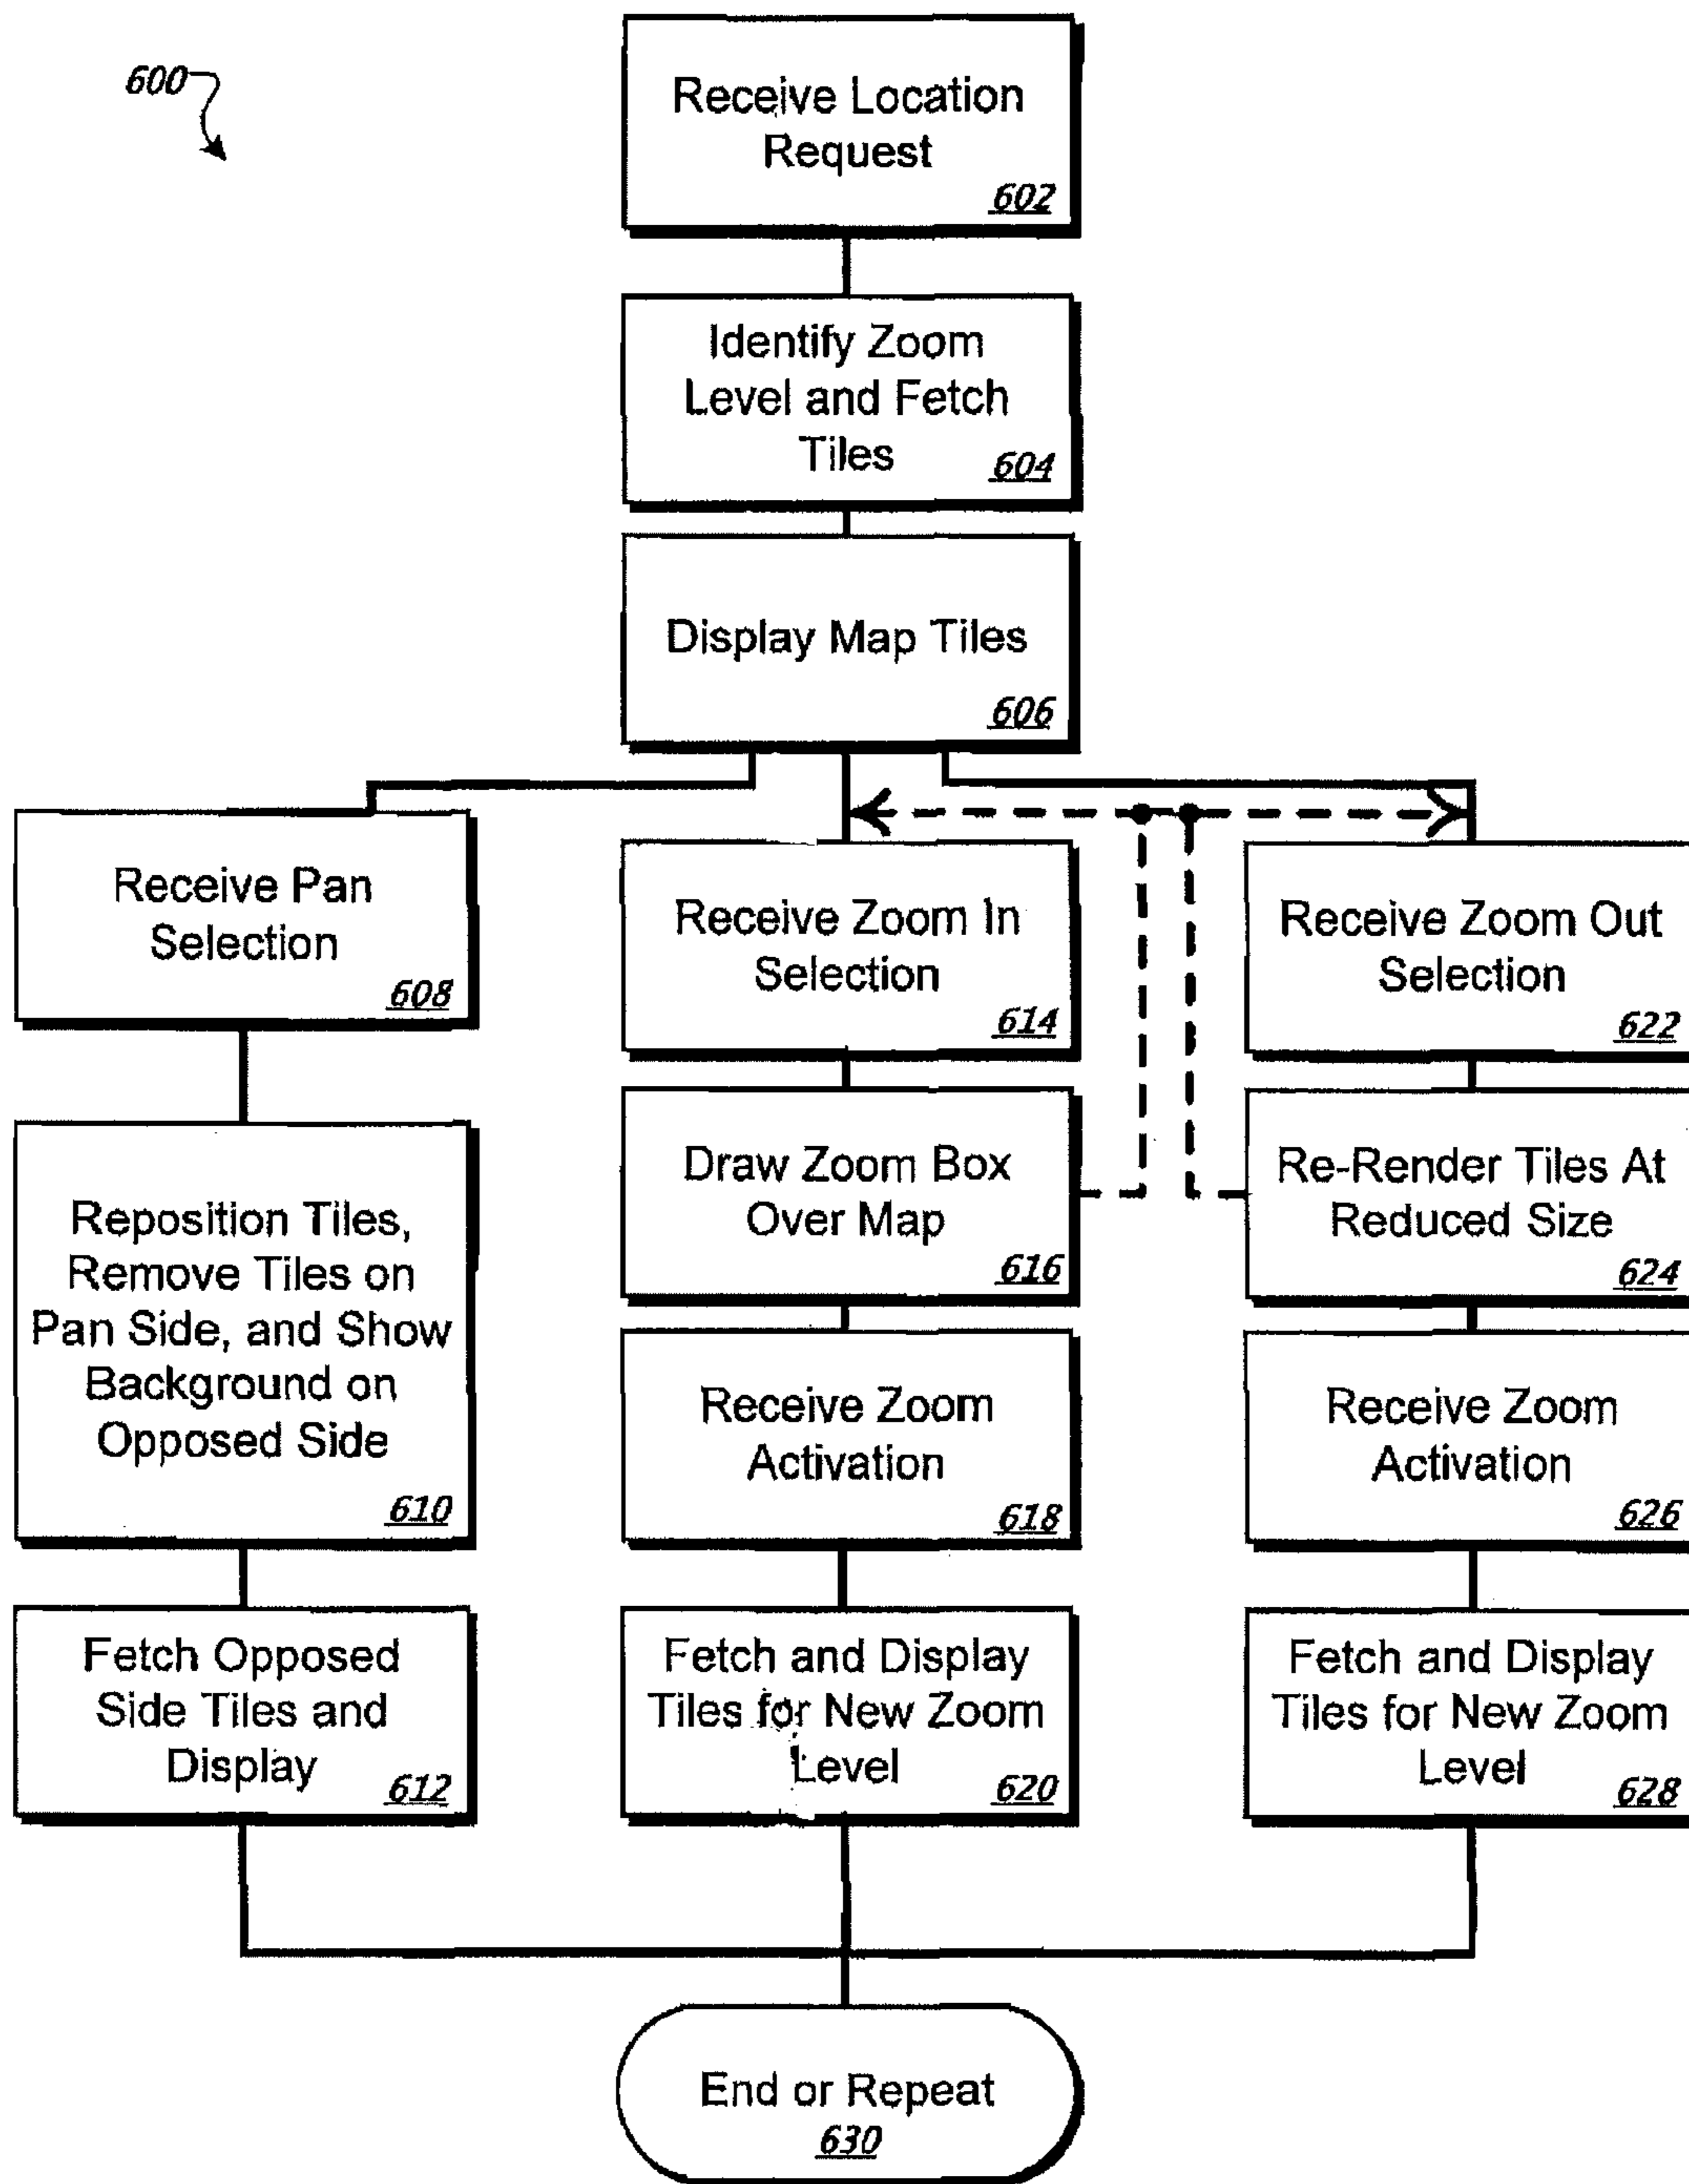 600
Receive Location
Request
602
Identify Zoom
Level and Fetch
Tiles
604
Display Map Tiles
606
Receive Pan
Selection
608
Reposition Tiles,
Remove Tiles on
Pan Side, and Show
Background on
Opposed Side
610
Fetch Opposed
Side Tiles and
Display
612
Receive Zoom In
Selection
614
Draw Zoom Box
Over Map
616
Receive Zoom
Activation
618
Fetch and Display
Tiles for New Zoom
Level
620
Receive Zoom Out
Selection
622
Re-Render Tiles At
Reduced Size
624
Receive Zoom
Activation
626
Fetch and Display
Tiles for New Zoom
Level
628
End or Repeat
630